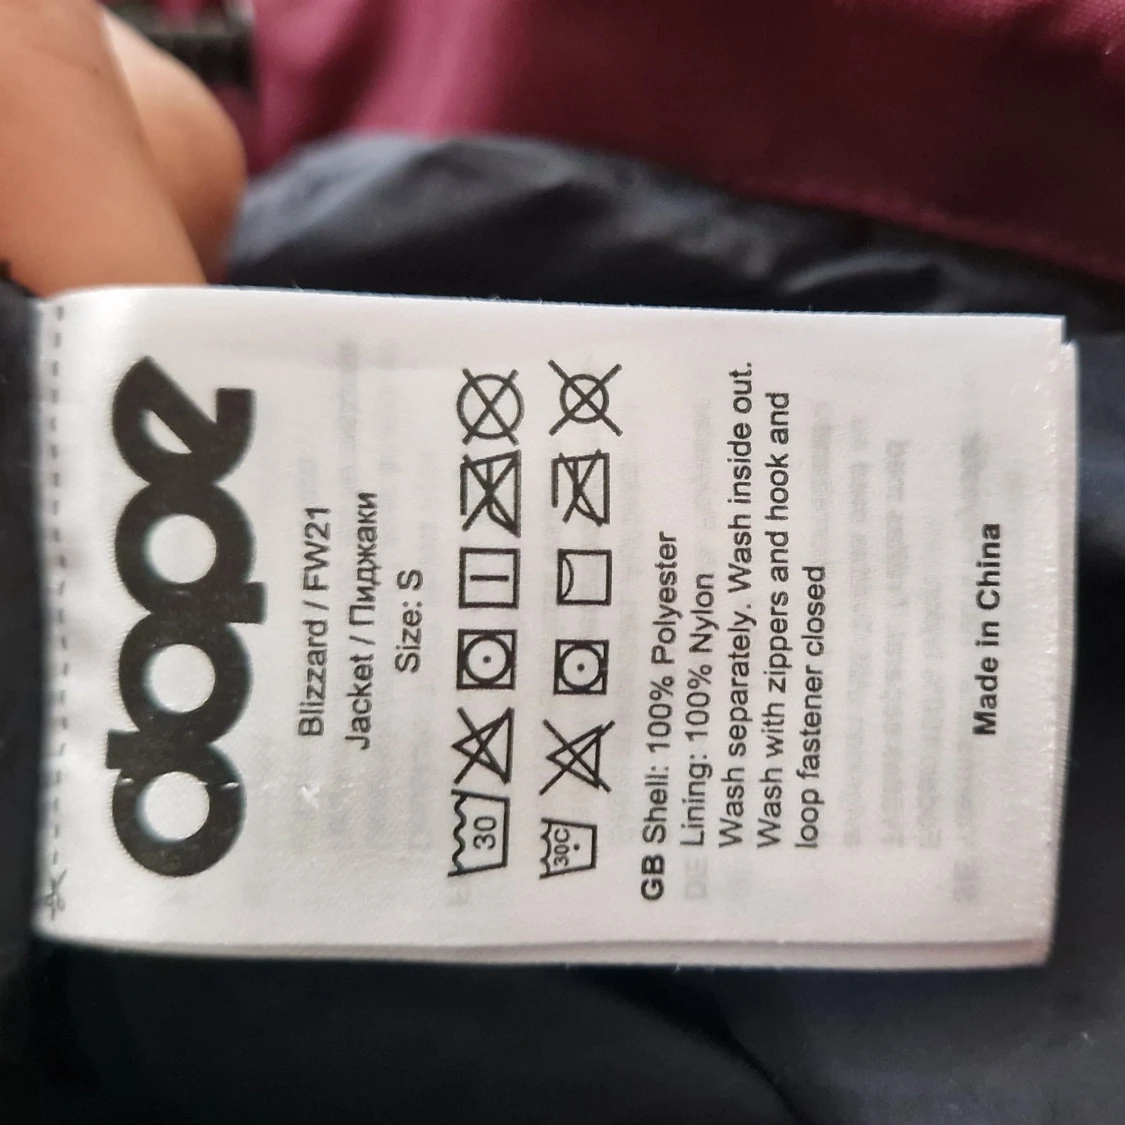 dope
Blizzard / FW21
Jacket / Пиджаки
Size: S
30
30C
GB Shell: 100% Polyester
Lining: 100% Nylon
Wash separately. Wash inside out.
Wash with zippers and hook and
loop fastener closed
Made in China